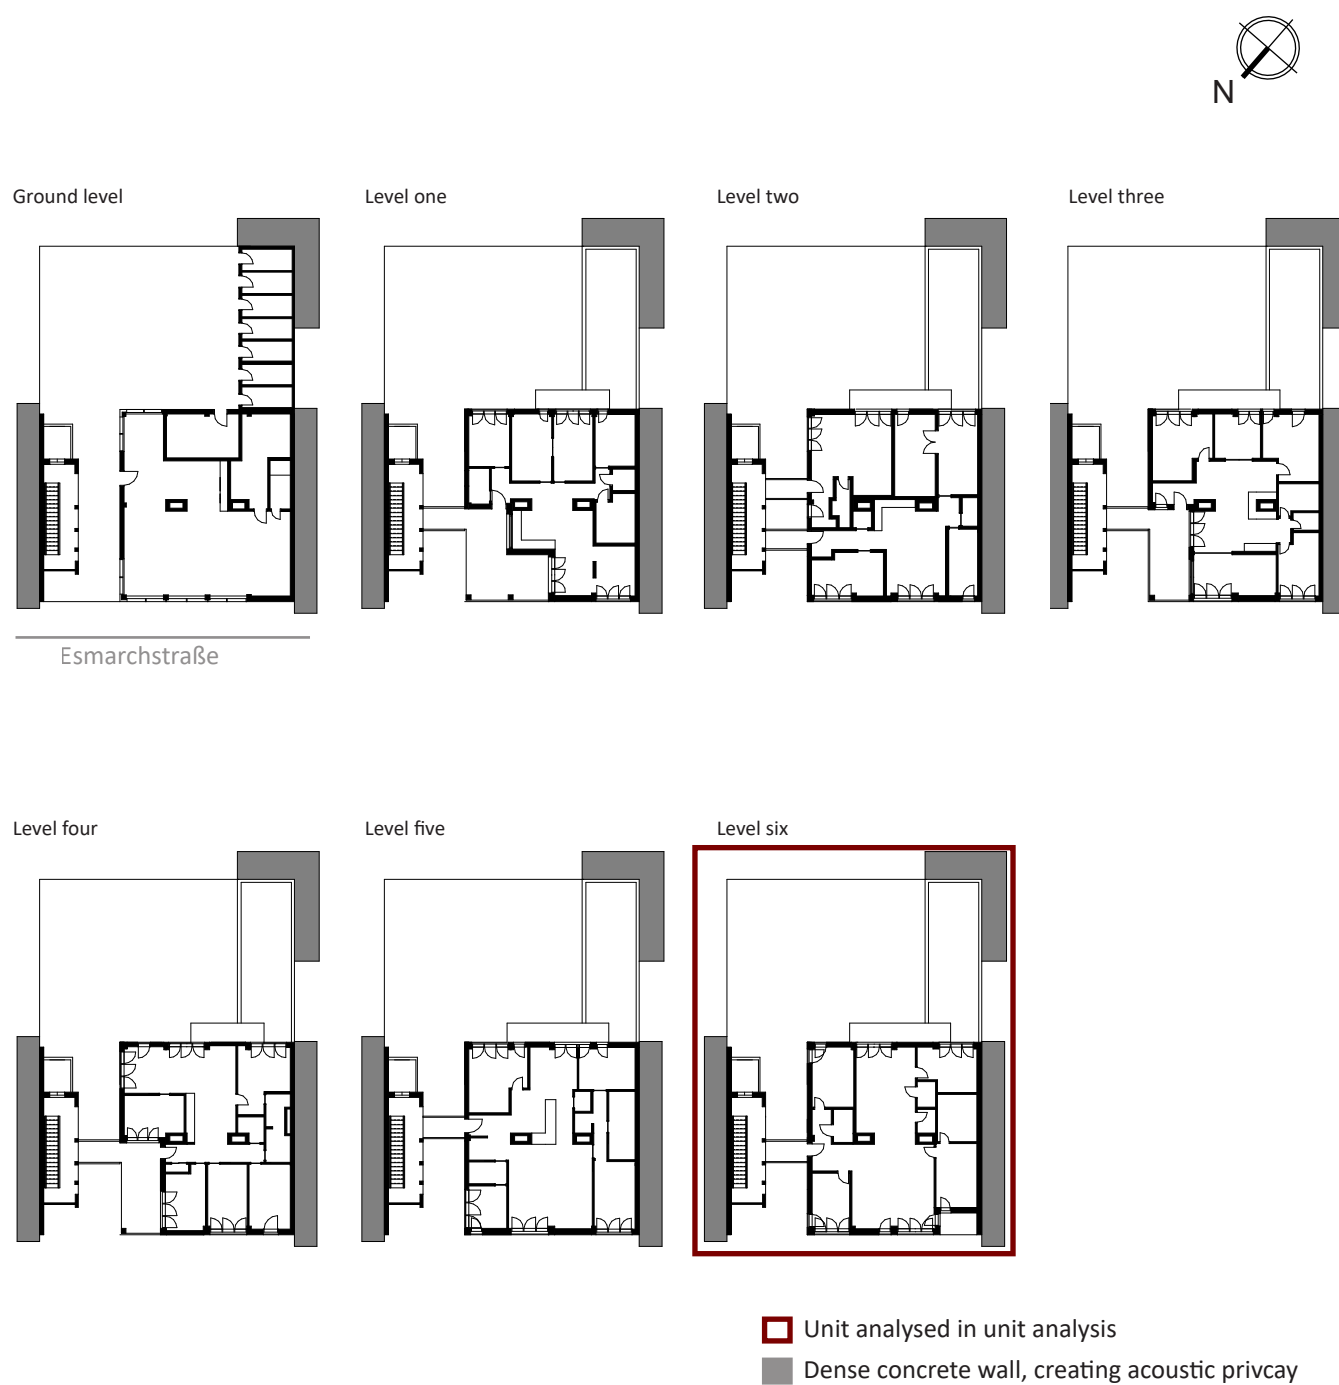 N
Ground level
Level one
Level two
Level three
Esmarchstraße
Level four
Level five
Level six
Unit analysed in unit analysis
Dense concrete wall, creating acoustic privcay